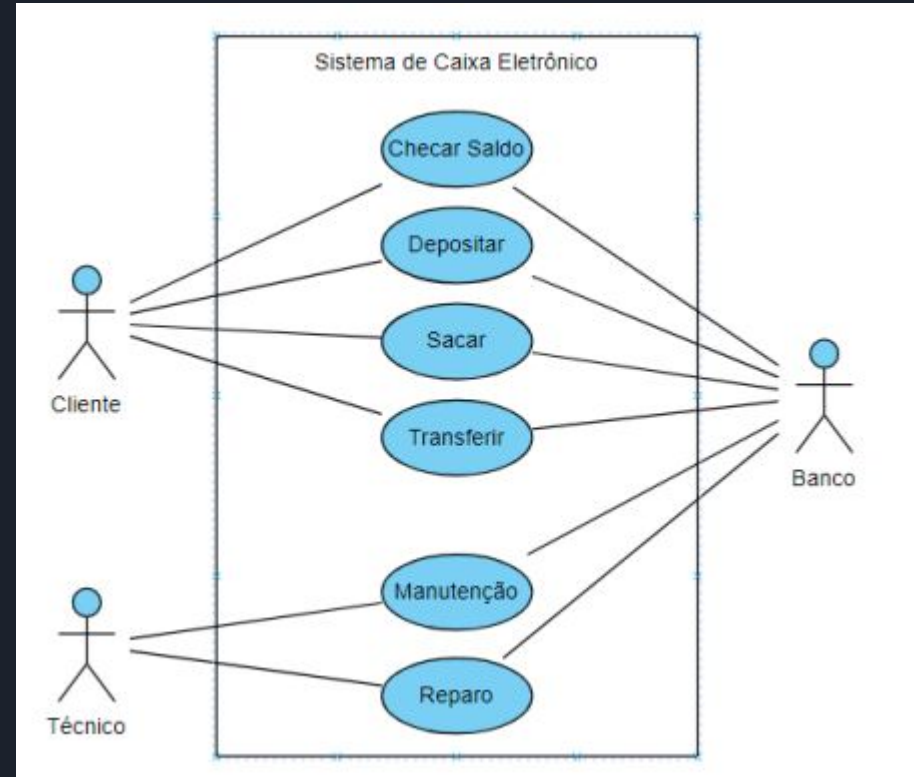 Sistema de Caixa Eletrônico
Checar Saldo
Depositar
Sacar
Transferir
Cliente
Banco
Manutenção
Reparo
Técnico